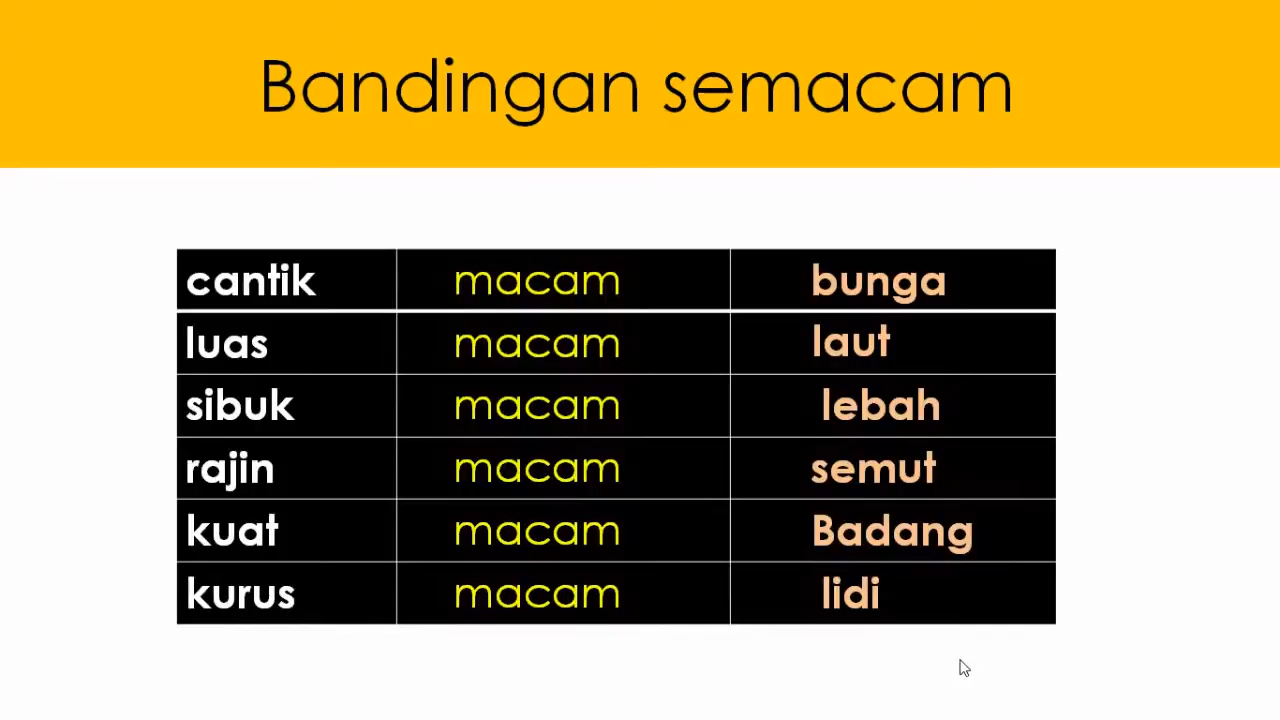 Bandingan semacam
cantik macam bunga
luas macam laut
sibuk macam lebah
rajin macam semut
kuat macam Badang
kurus macam lidi